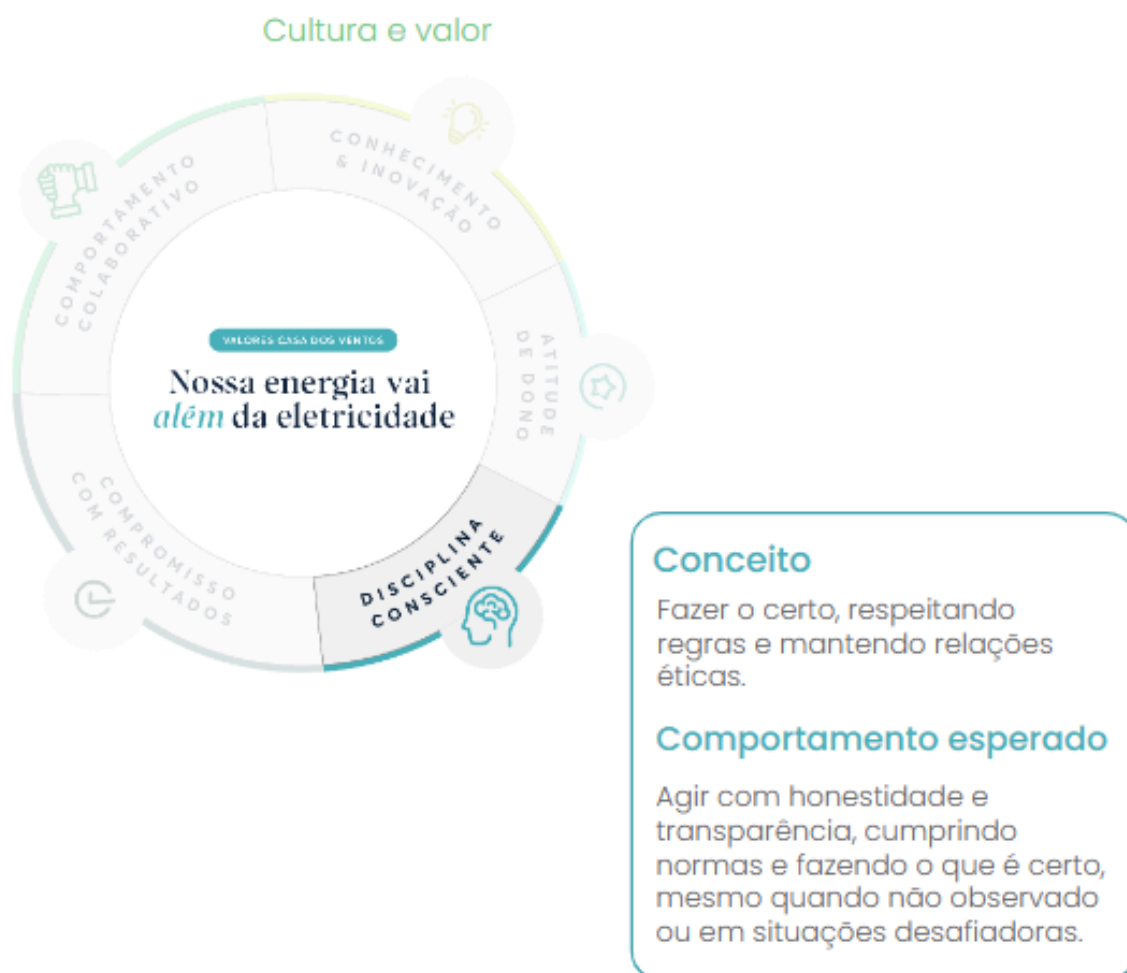 Cultura e valor
CONHECIMENTO
& INOVAÇÃO
COMPORTAMENTO
COLABORATIVO
ATITUDE
DE DONO
VALORES CASA DOS VENTOS
Nossa energia vai
além da eletricidade
COMPROMISSO
COM RESULTADOS
DISCIPLINA
CONSCIENTE
Conceito
Fazer o certo, respeitando
regras e mantendo relações
éticas.
Comportamento esperado
Agir com honestidade e
transparência, cumprindo
normas e fazendo o que é certo,
mesmo quando não observado
ou em situações desafiadoras.